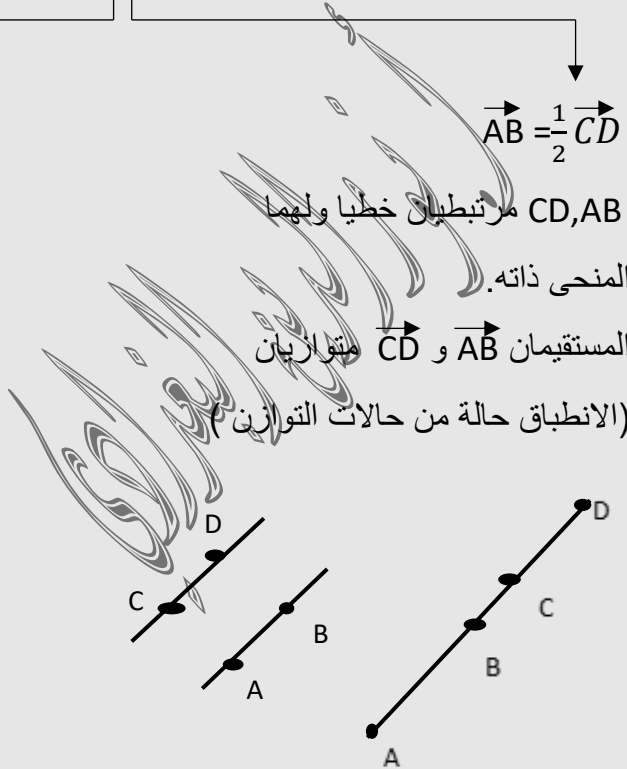 AB = 1/2 CD
CD,AB مرتبطيان خطيا ولهما
المنحى ذاته.
المستقيمان AB و CD متوازيان
(الانطباق حالة من حالات التوازن )
D
C
B
A
D
C
B
A